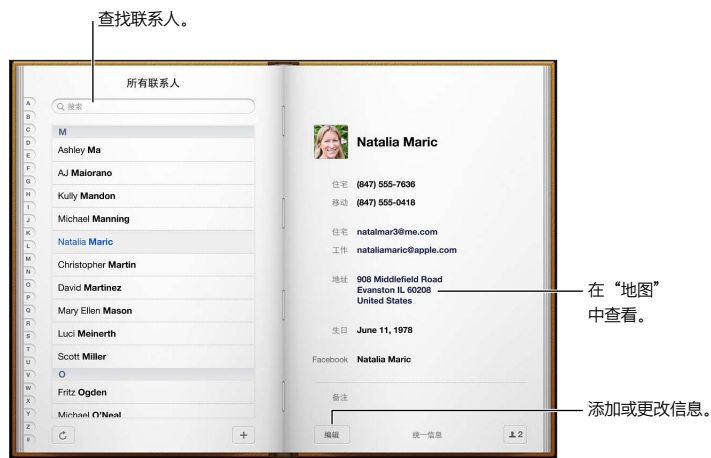 查找联系人。
所有联系人
搜索
A
B
C
D
E
F
G
H
I
J
K
L
M
N
O
P
Q
R
S
T
U
V
W
X
Y
Z
#
M
Ashley Ma
AJ Maiorano
Kully Mandon
Michael Manning
Natalia Maric
Christopher Martin
David Martinez
Mary Ellen Mason
Luci Meinerth
Scott Miller
O
Fritz Ogden
Michael O'Neal
+
Natalia Maric
住宅 (847) 555-7636
移动 (847) 555-0418
住宅 natalmar3@me.com
工作 nataliamaric@apple.com
地址 908 Middlefield Road
Evanston IL 60208
United States
生日 June 11, 1978
Facebook Natalia Maric
备注
编辑 统一信息 2
在“地图”
中查看。
添加或更改信息。